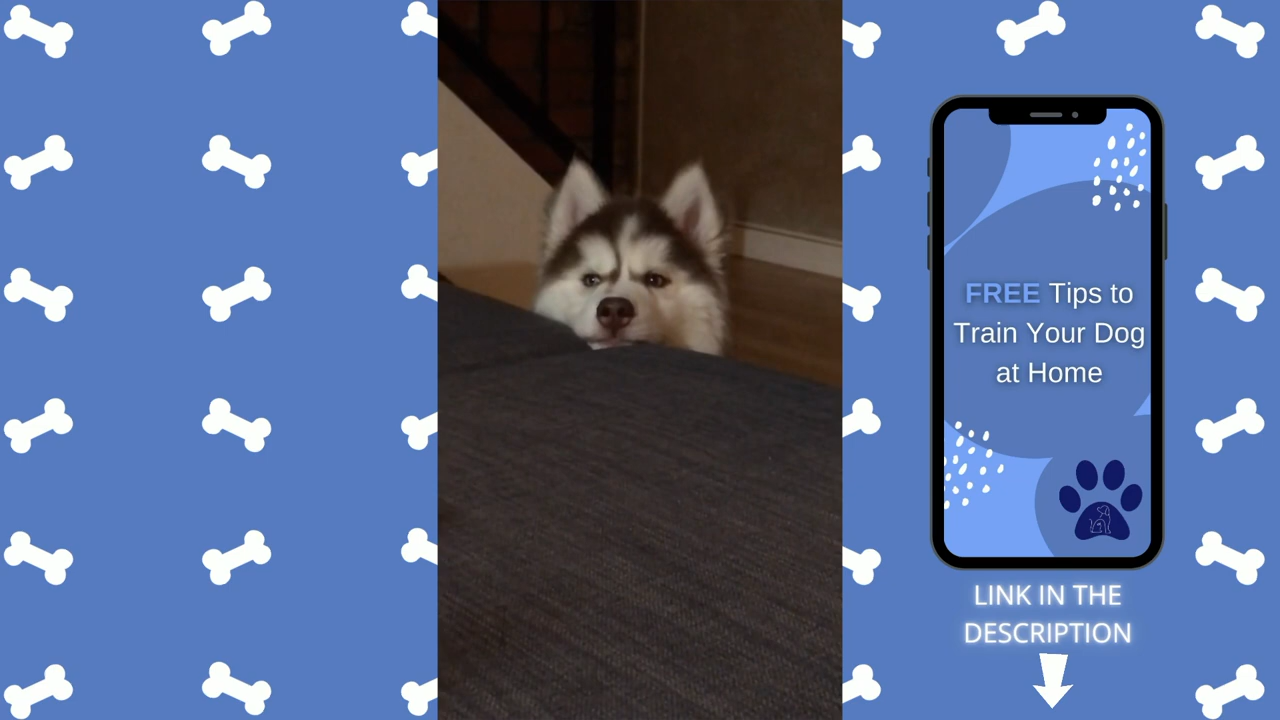 FREE Tips to
Train Your Dog
at Home
LINK IN THE
DESCRIPTION